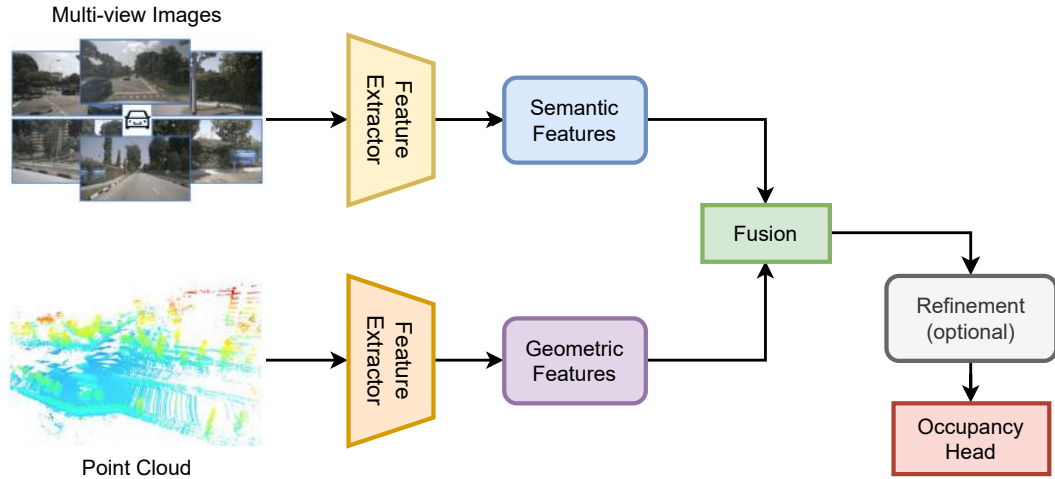 Multi-view Images
Feature
Extractor
Semantic
Features
Fusion
Feature
Extractor
Geometric
Features
Refinement
(optional)
Occupancy
Head
Point Cloud